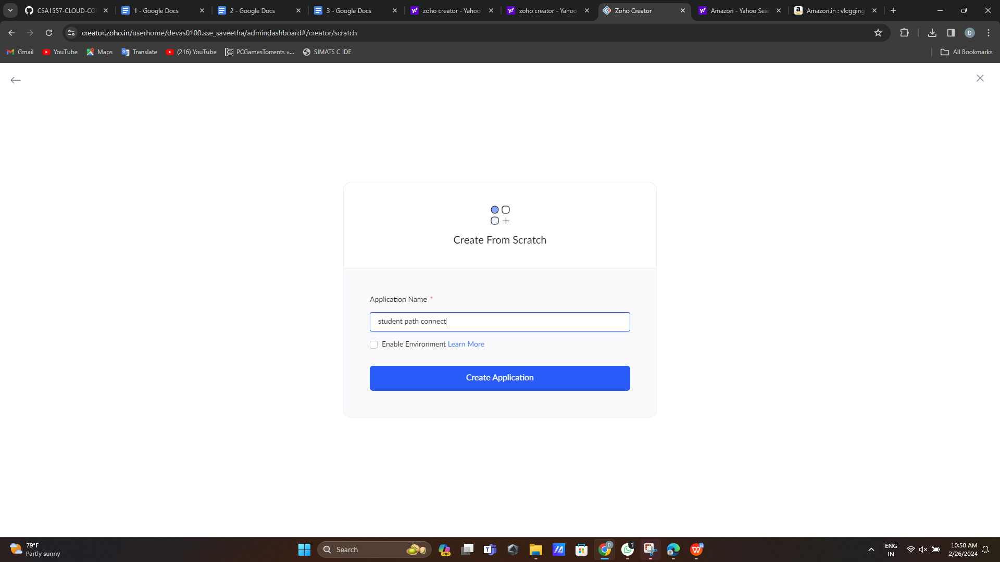 CSA1557-CLOUD-CO
1 - Google Docs
2 - Google Docs
3 - Google Docs
zoho creator - Yahoo
zoho creator - Yahoo
Zoho Creator
Amazon - Yahoo Sea
Amazon.in : vlogging
creator.zoho.in/userhome/devas0100.sse_saveetha/admindashboard#/creator/scratch
D
Gmail
YouTube
Maps
Translate
(216) YouTube
PCGamesTorrents «...
SIMATS C IDE
All Bookmarks
Create From Scratch
Application Name *
student path connect
Enable Environment Learn More
Create Application
79°F
Partly sunny
Search
PRE
D
1
ENG
IN
10:50 AM
2/26/2024